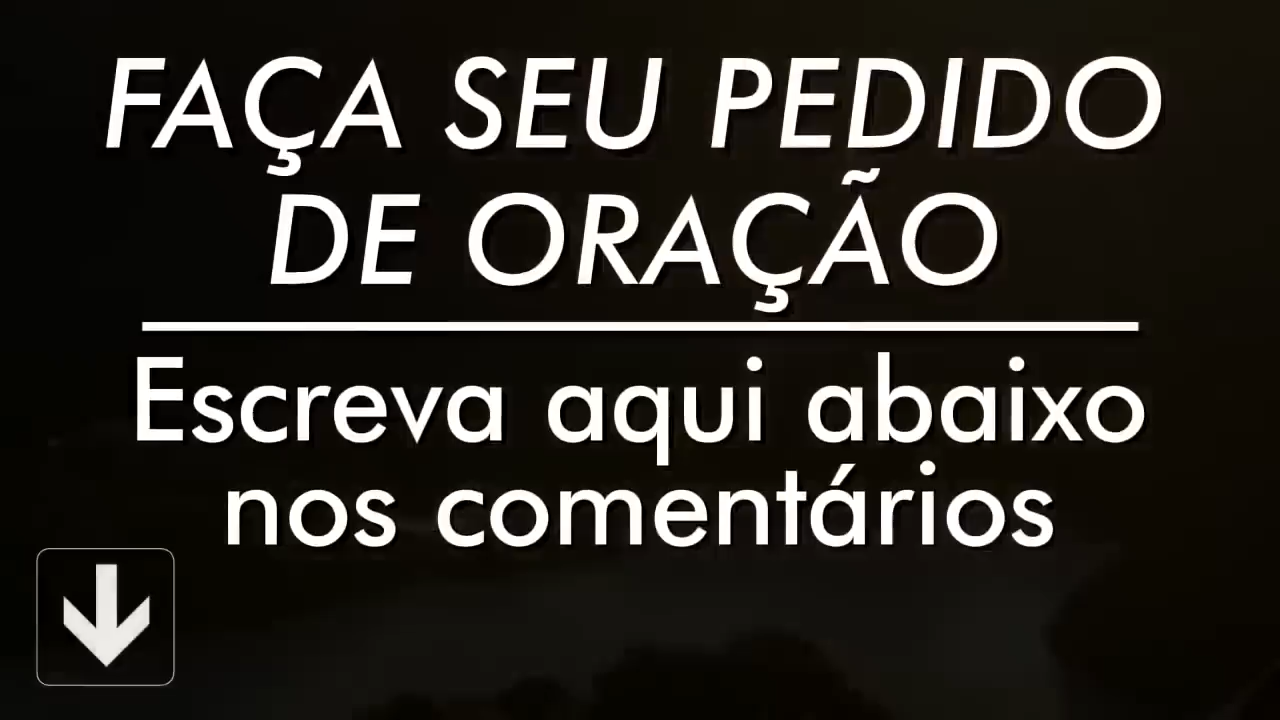 FAÇA SEU PEDIDO
DE ORAÇÃO
Escreva aqui abaixo
nos comentários